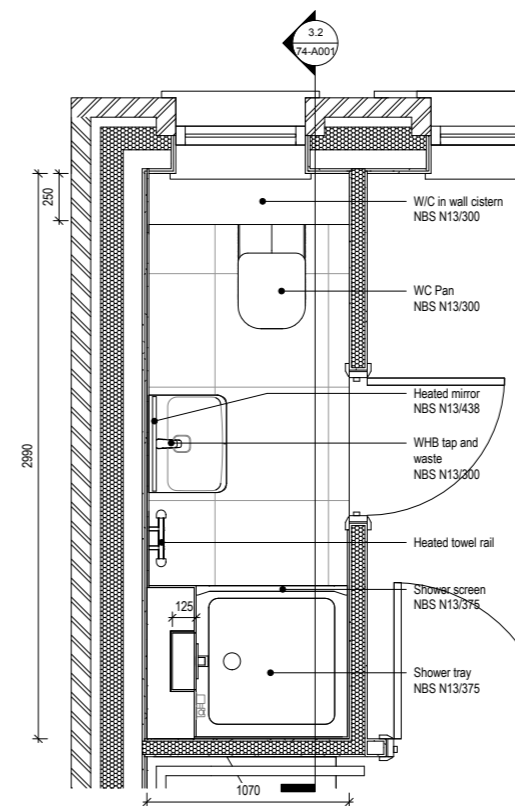 3.2
74-A001
250
W/C in wall cistern
NBS N13/300
WC Pan
NBS N13/300
2990
Heated mirror
NBS N13/438
WHB tap and
waste
NBS N13/300
Heated towel rail
Shower screen
NBS N13/375
125
Shower tray
NBS N13/375
1070